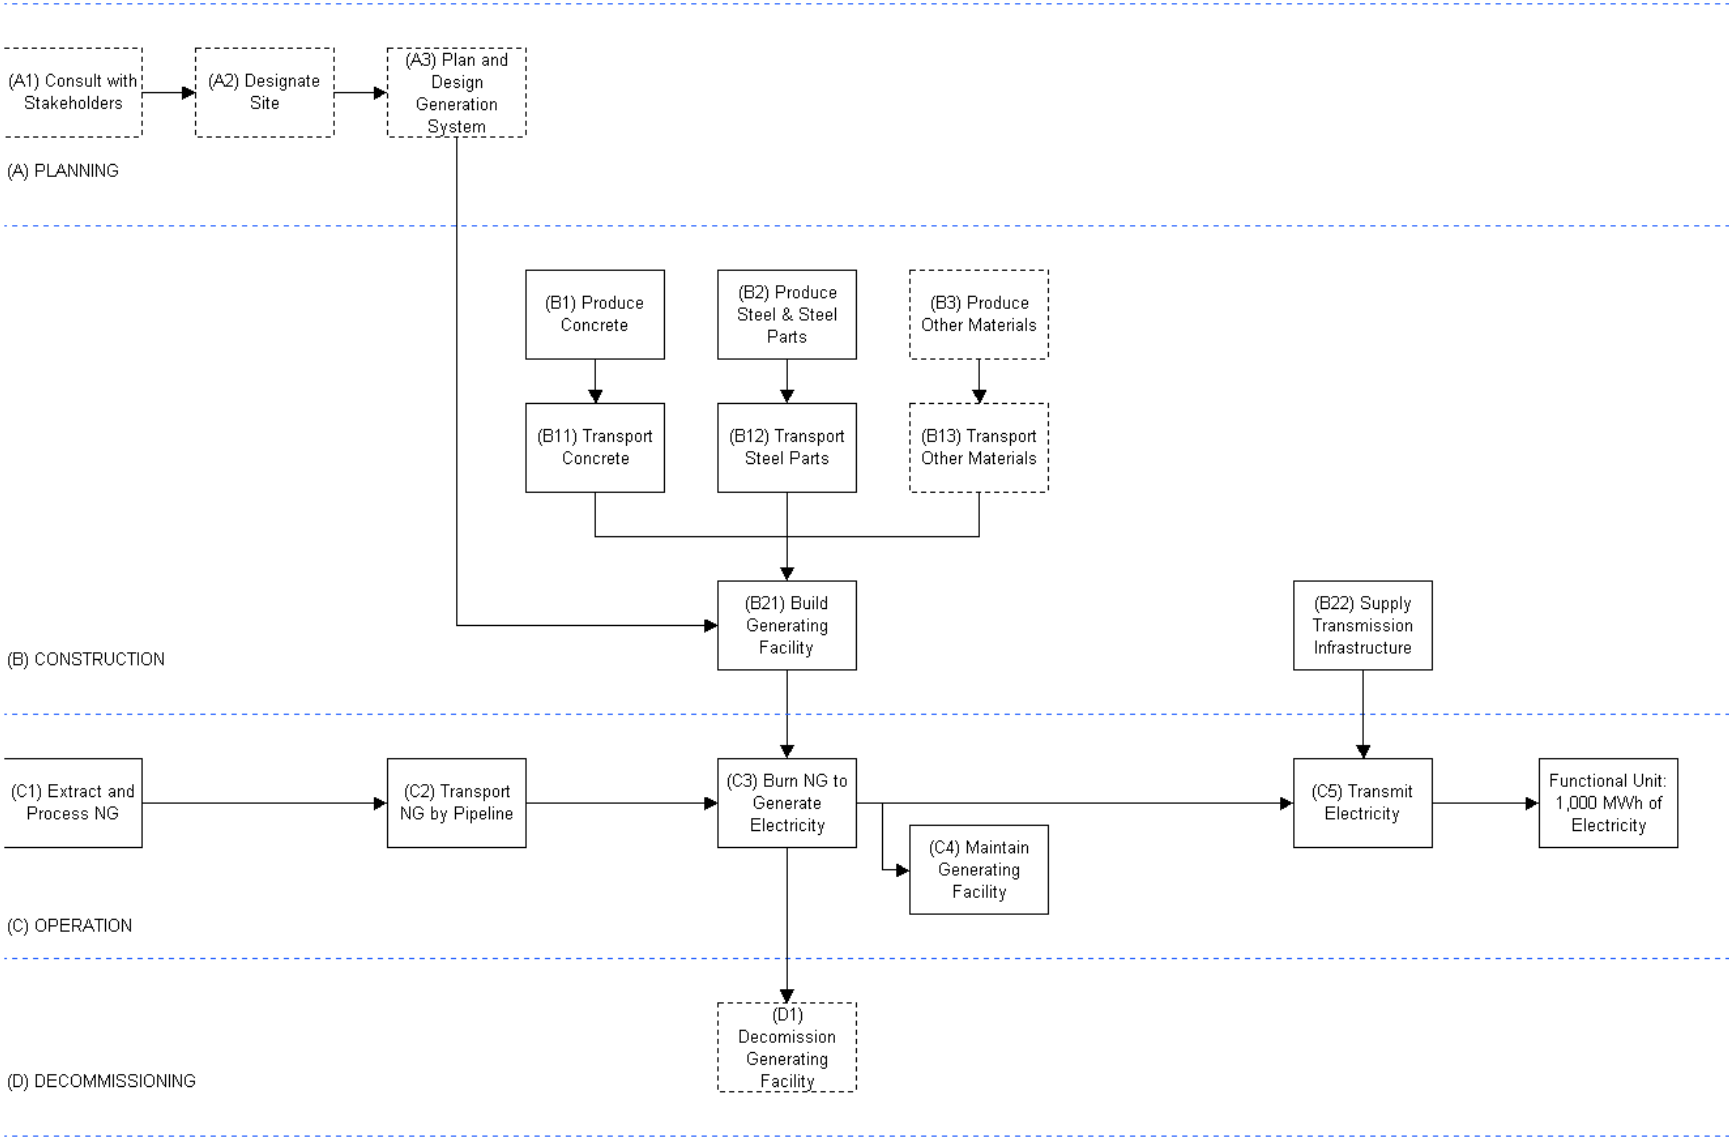 (A1) Consult with
Stakeholders
(A2) Designate
Site
(A3) Plan and
Design
Generation
System
(A) PLANNING
(B1) Produce
Concrete
(B2) Produce
Steel & Steel
Parts
(B3) Produce
Other Materials
(B11) Transport
Concrete
(B12) Transport
Steel Parts
(B13) Transport
Other Materials
(B21) Build
Generating
Facility
(B22) Supply
Transmission
Infrastructure
(B) CONSTRUCTION
(C1) Extract and
Process NG
(C2) Transport
NG by Pipeline
(C3) Burn NG to
Generate
Electricity
(C4) Maintain
Generating
Facility
(C5) Transmit
Electricity
Functional Unit:
1,000 MWh of
Electricity
(C) OPERATION
(D1)
Decomission
Generating
Facility
(D) DECOMMISSIONING